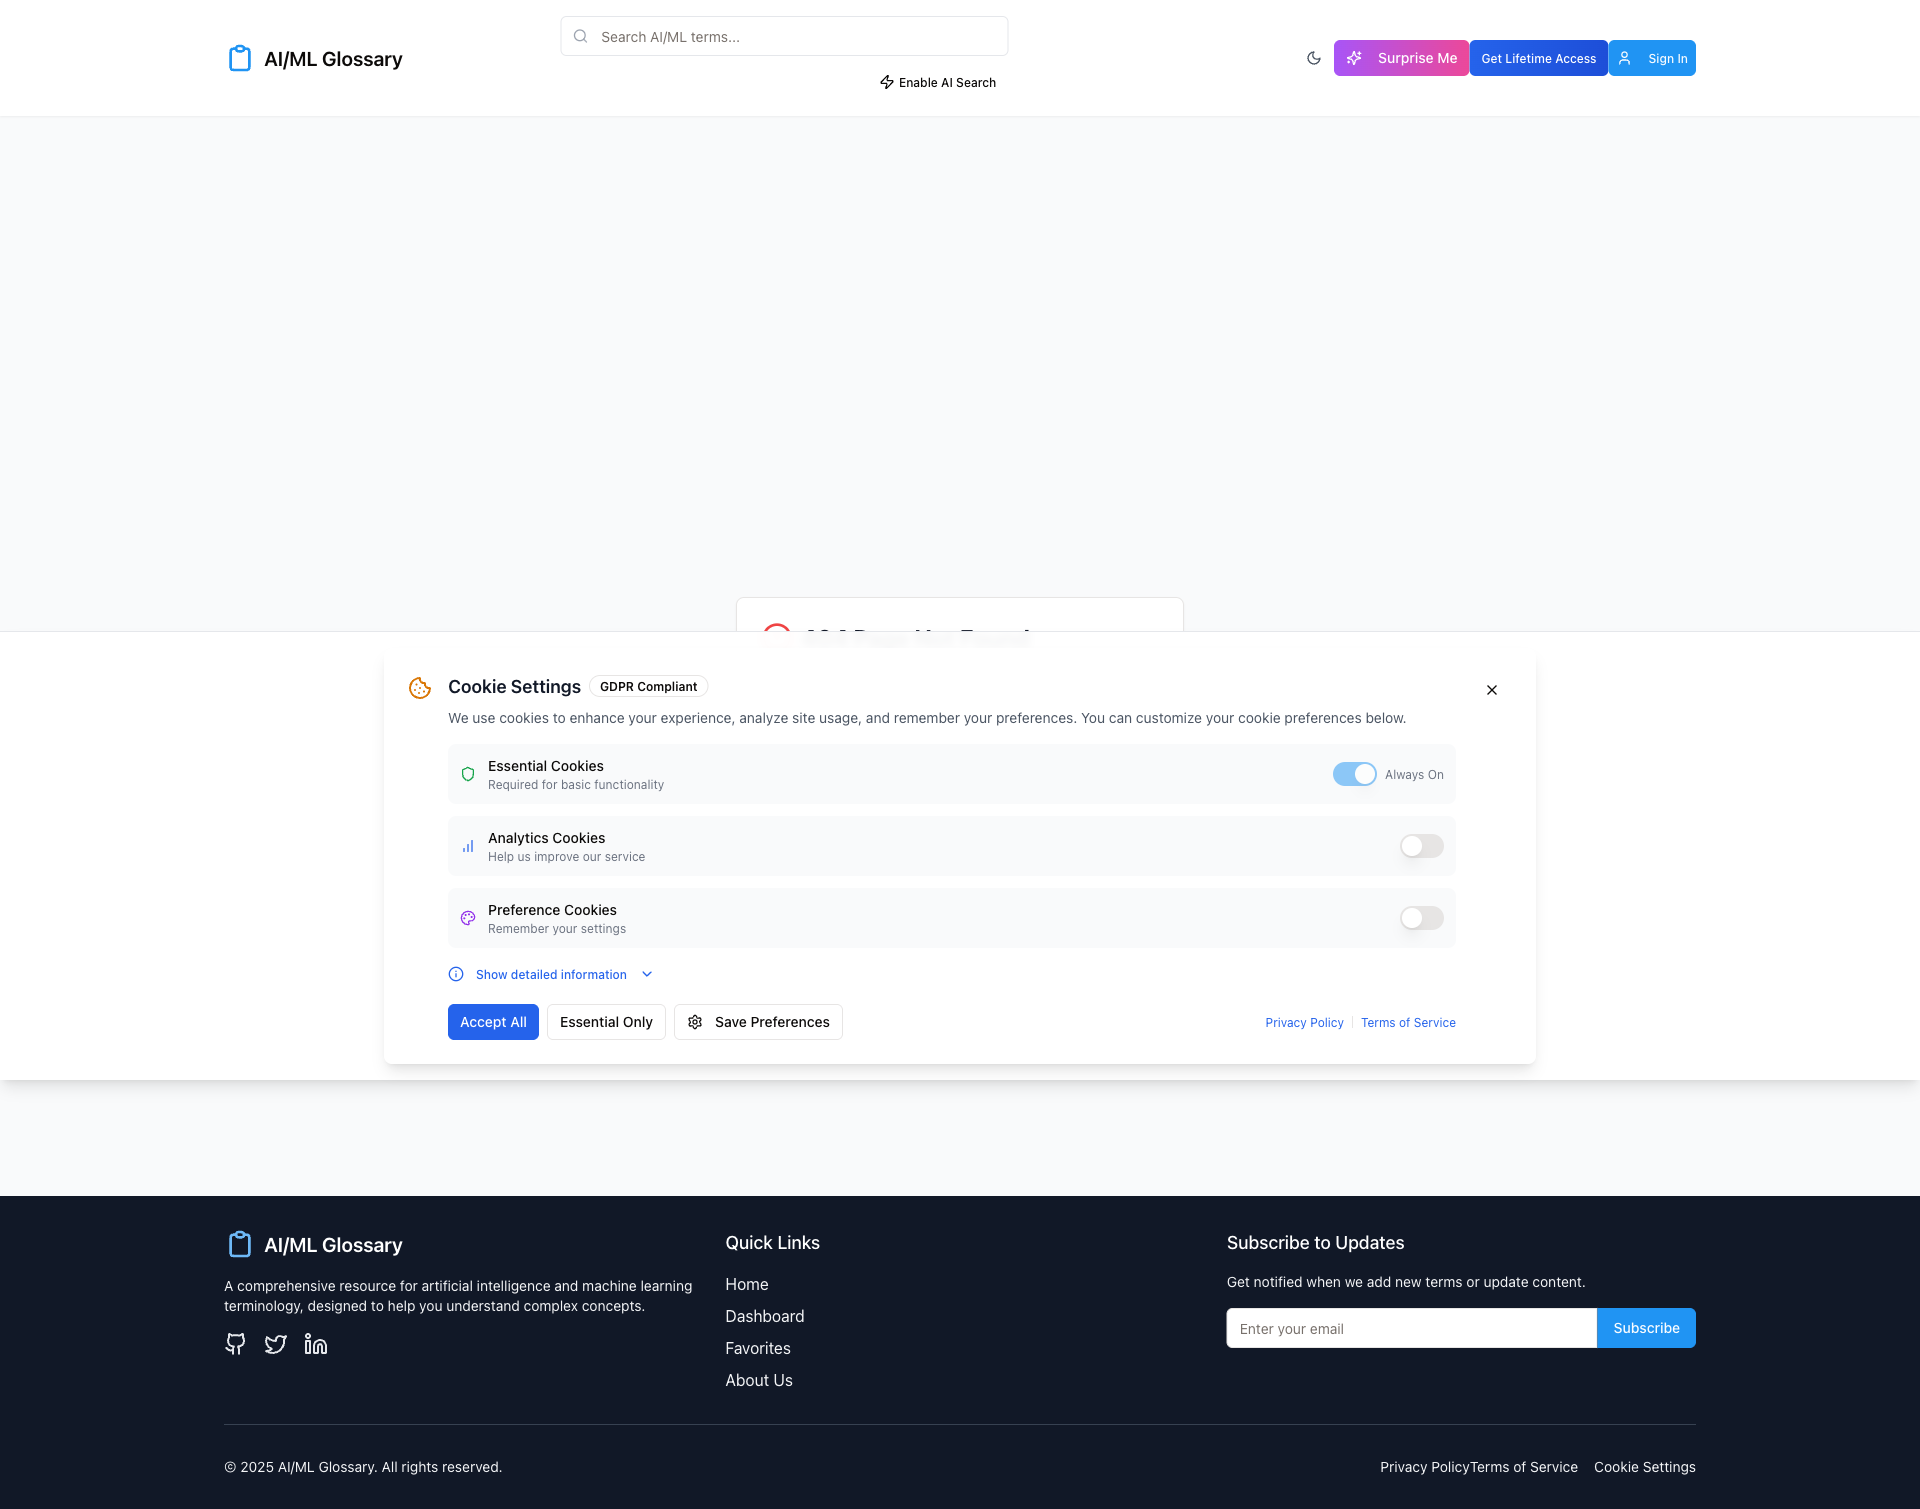 AI/ML Glossary
Search AI/ML terms...
Enable AI Search
Surprise Me
Get Lifetime Access
Sign In
Cookie Settings
GDPR Compliant
We use cookies to enhance your experience, analyze site usage, and remember your preferences. You can customize your cookie preferences below.
Essential Cookies
Required for basic functionality
Always On
Analytics Cookies
Help us improve our service
Preference Cookies
Remember your settings
Show detailed information
Accept All
Essential Only
Save Preferences
Privacy Policy
Terms of Service
AI/ML Glossary
A comprehensive resource for artificial intelligence and machine learning
terminology, designed to help you understand complex concepts.
Quick Links
Home
Dashboard
Favorites
About Us
Subscribe to Updates
Get notified when we add new terms or update content.
Enter your email
Subscribe
© 2025 AI/ML Glossary. All rights reserved.
Privacy PolicyTerms of Service
Cookie Settings